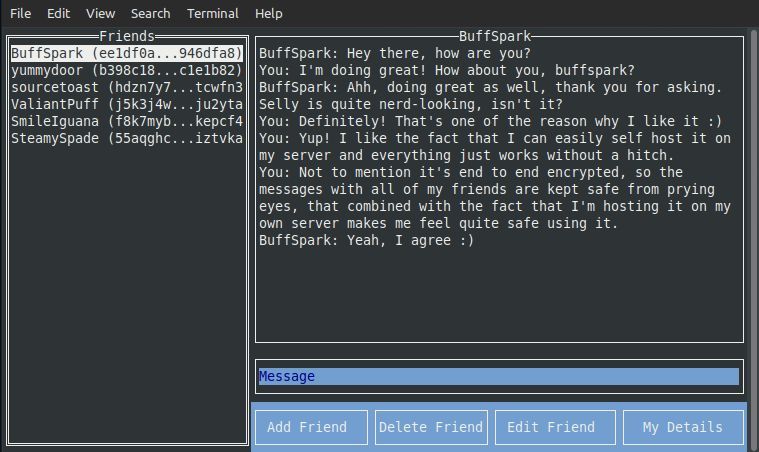 File Edit View Search Terminal Help
Friends
BuffSpark (ee1df0a...946dfa8)
yummydoor (b398c18...c1e1b82)
sourcetoast (hdzn7y7...tcwfn3
ValiantPuff (j5k3j4w...ju2yta
SmileIguana (f8k7myb...kepcf4
SteamySpade (55aqghc...iztvka
BuffSpark
BuffSpark: Hey there, how are you?
You: I'm doing great! How about you, buffspark?
BuffSpark: Ahh, doing great as well, thank you for asking.
Selly is quite nerd-looking, isn't it?
You: Definitely! That's one of the reason why I like it :)
You: Yup! I like the fact that I can easily self host it on
my server and everything just works without a hitch.
You: Not to mention it's end to end encrypted, so the
messages with all of my friends are kept safe from prying
eyes, that combined with the fact that I'm hosting it on my
own server makes me feel quite safe using it.
BuffSpark: Yeah, I agree :)
Message
Add Friend Delete Friend Edit Friend My Details